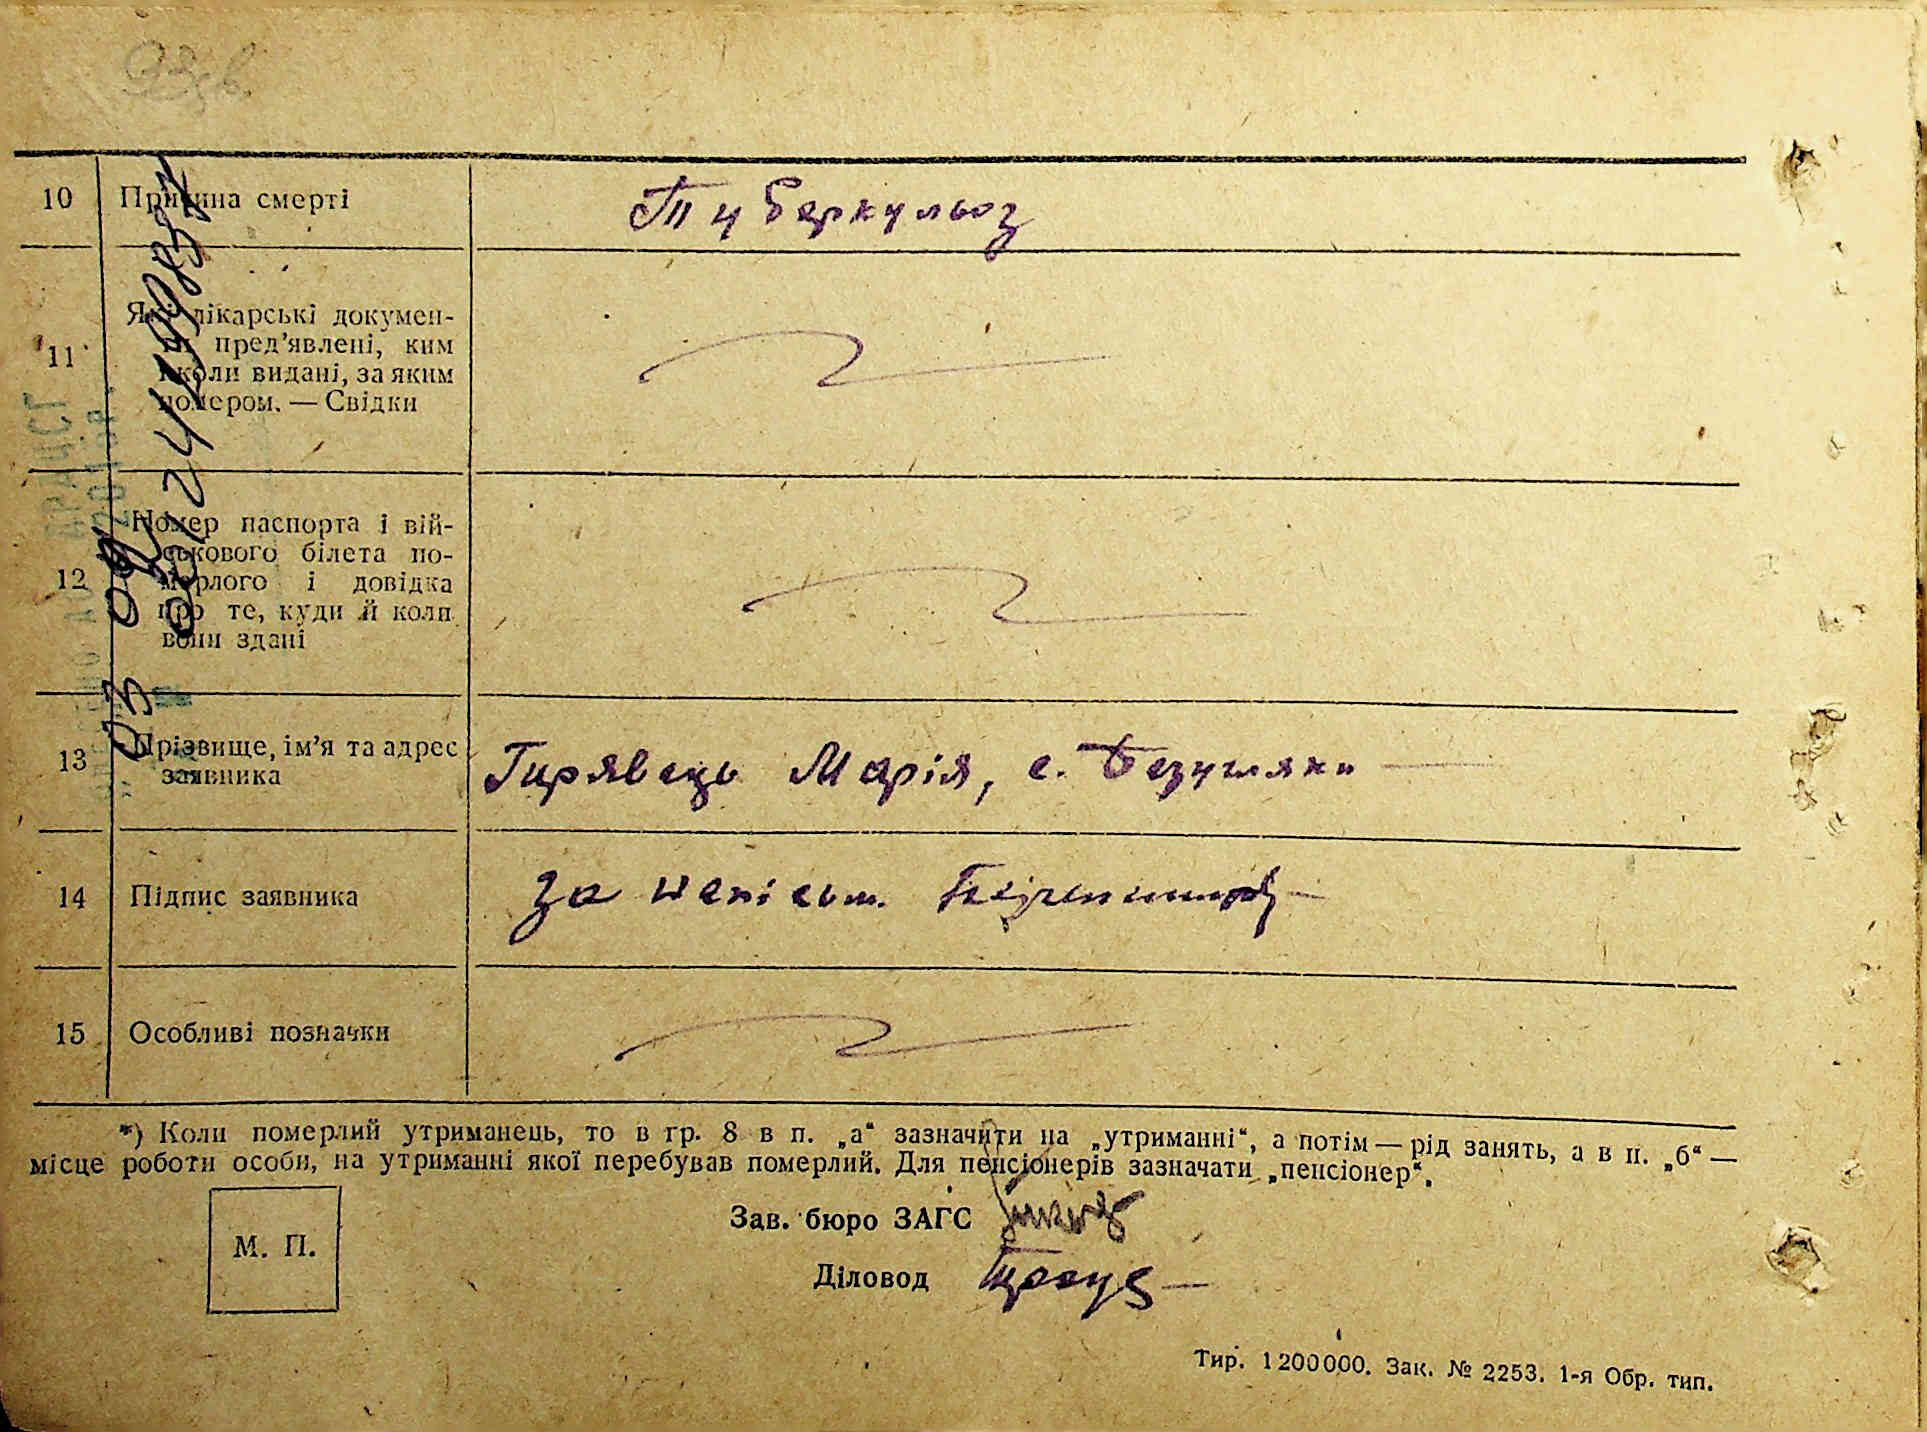 10 Причина смерті Туберкульоз
11 Які лікарські докумен-
ти пред'явлені, ким
і коли видані, за яким
номером. — Свідки
12 Номер паспорта і вій-
ськового білета по-
мерлого і довідка
про те, куди й коли
вони здані
13 Прізвище, ім'я та адрес
заявника
Гирявець Марія, с. Безугляки
14 Підпис заявника За непісьм.
15 Особливі позначки
*) Коли померлий утриманець, то в гр. 8 в п. „а“ зазначити на „утриманні“, а потім — рід занять, а в п. „б“ —
місце роботи особи, на утриманні якої перебував померлий. Для пенсіонерів зазначати „пенсіонер“.
М. П.
Зав. бюро ЗАГС
Діловод
Тир. 1200000. Зак. № 2253. 1-я Обр. тип.